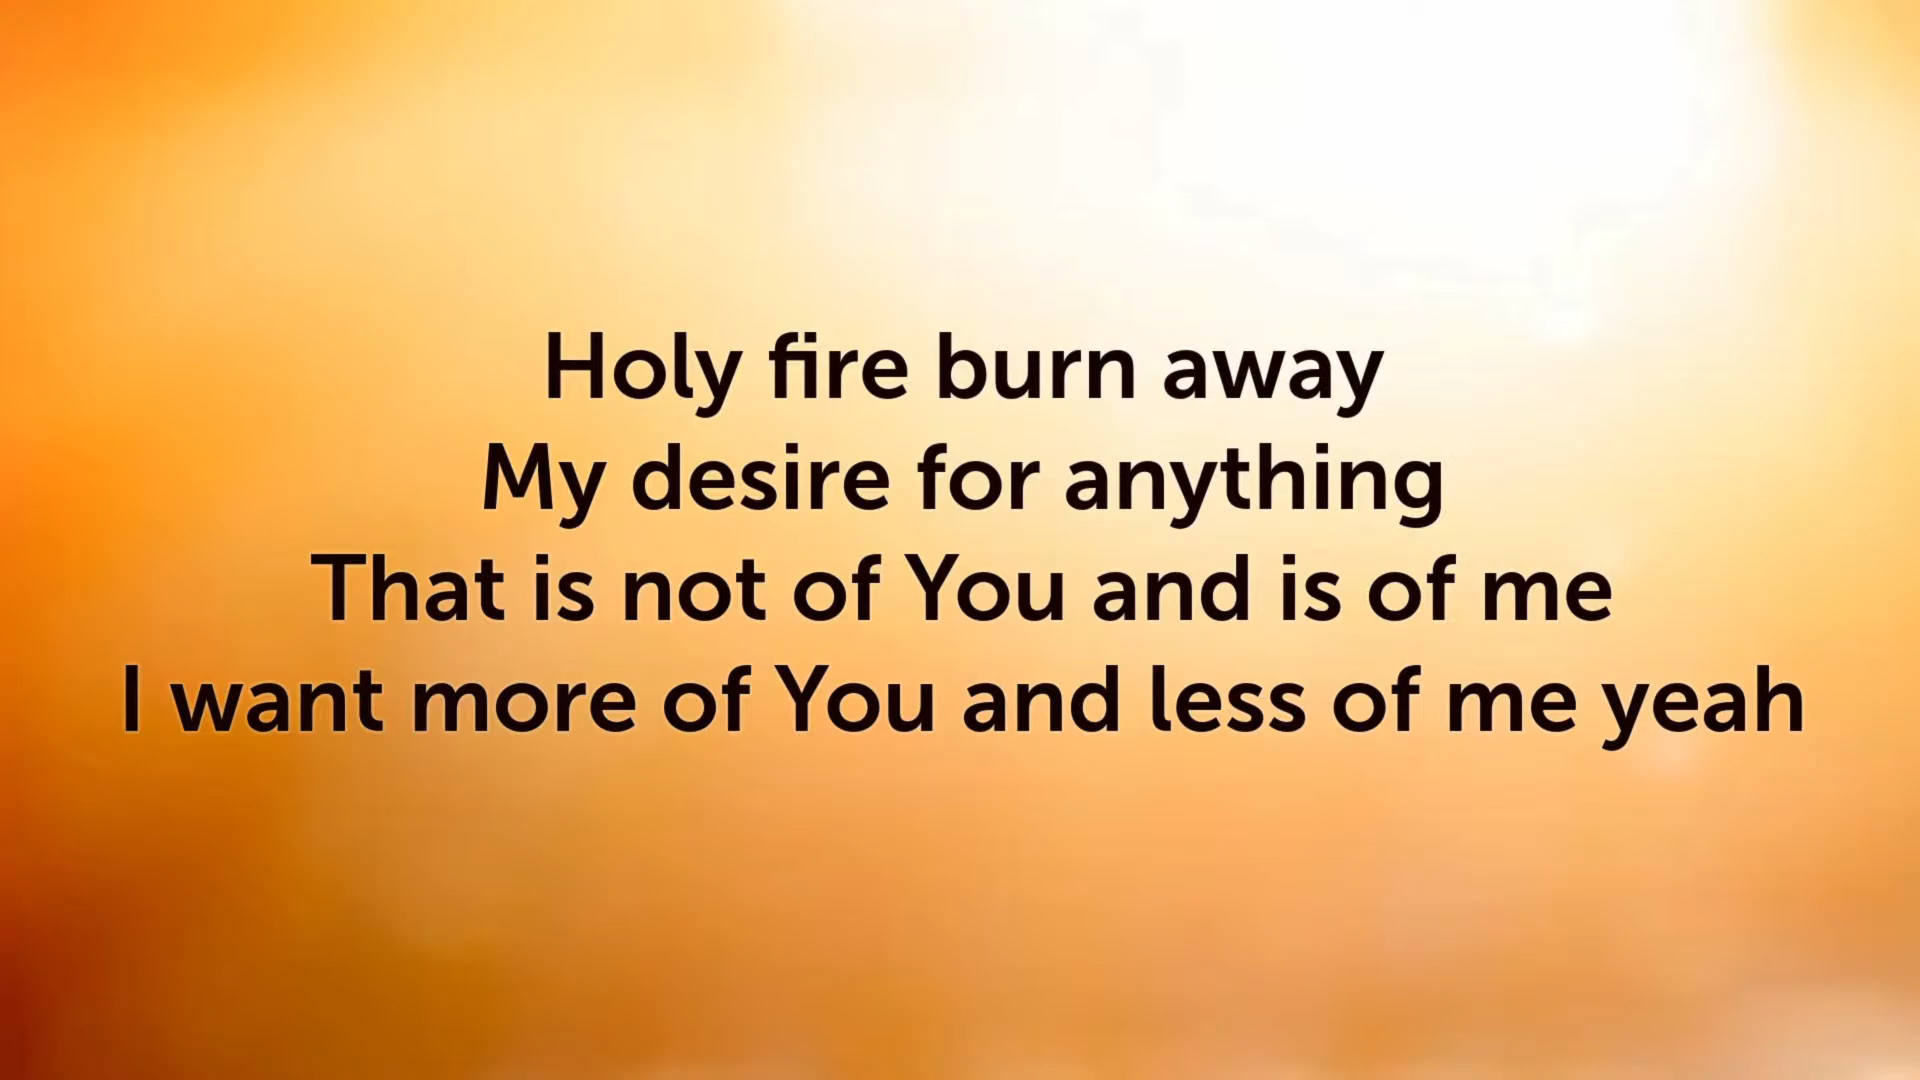 Holy fire burn away
My desire for anything
That is not of You and is of me
I want more of You and less of me yeah